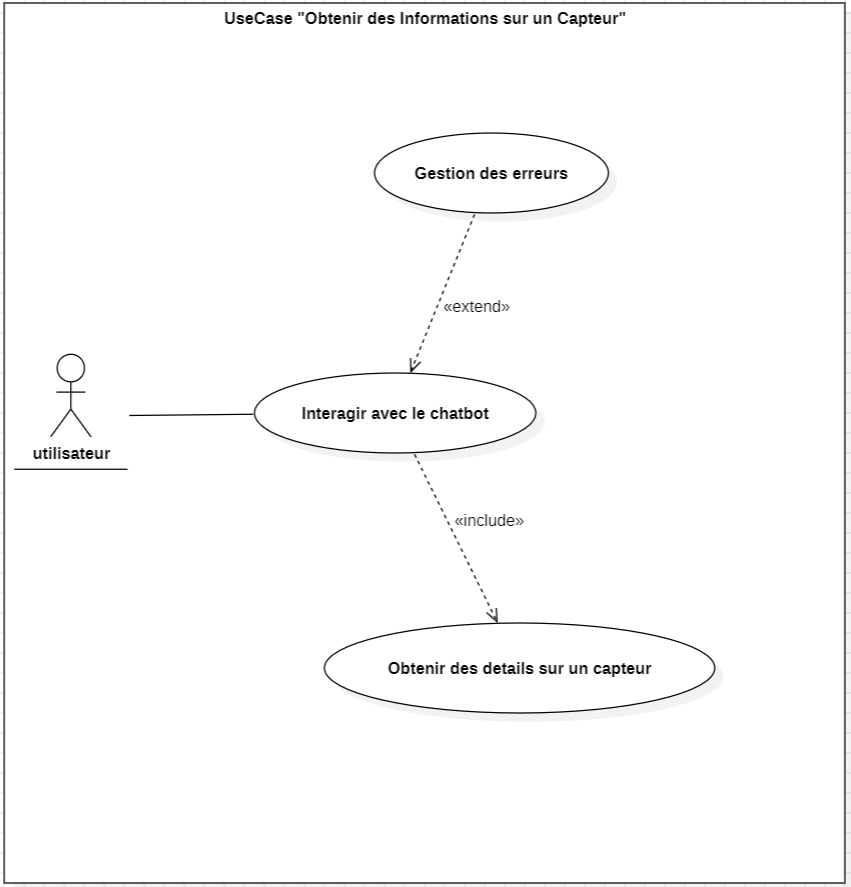 UseCase "Obtenir des Informations sur un Capteur"
Gestion des erreurs
«extend»
Interagir avec le chatbot
utilisateur
«include»
Obtenir des details sur un capteur